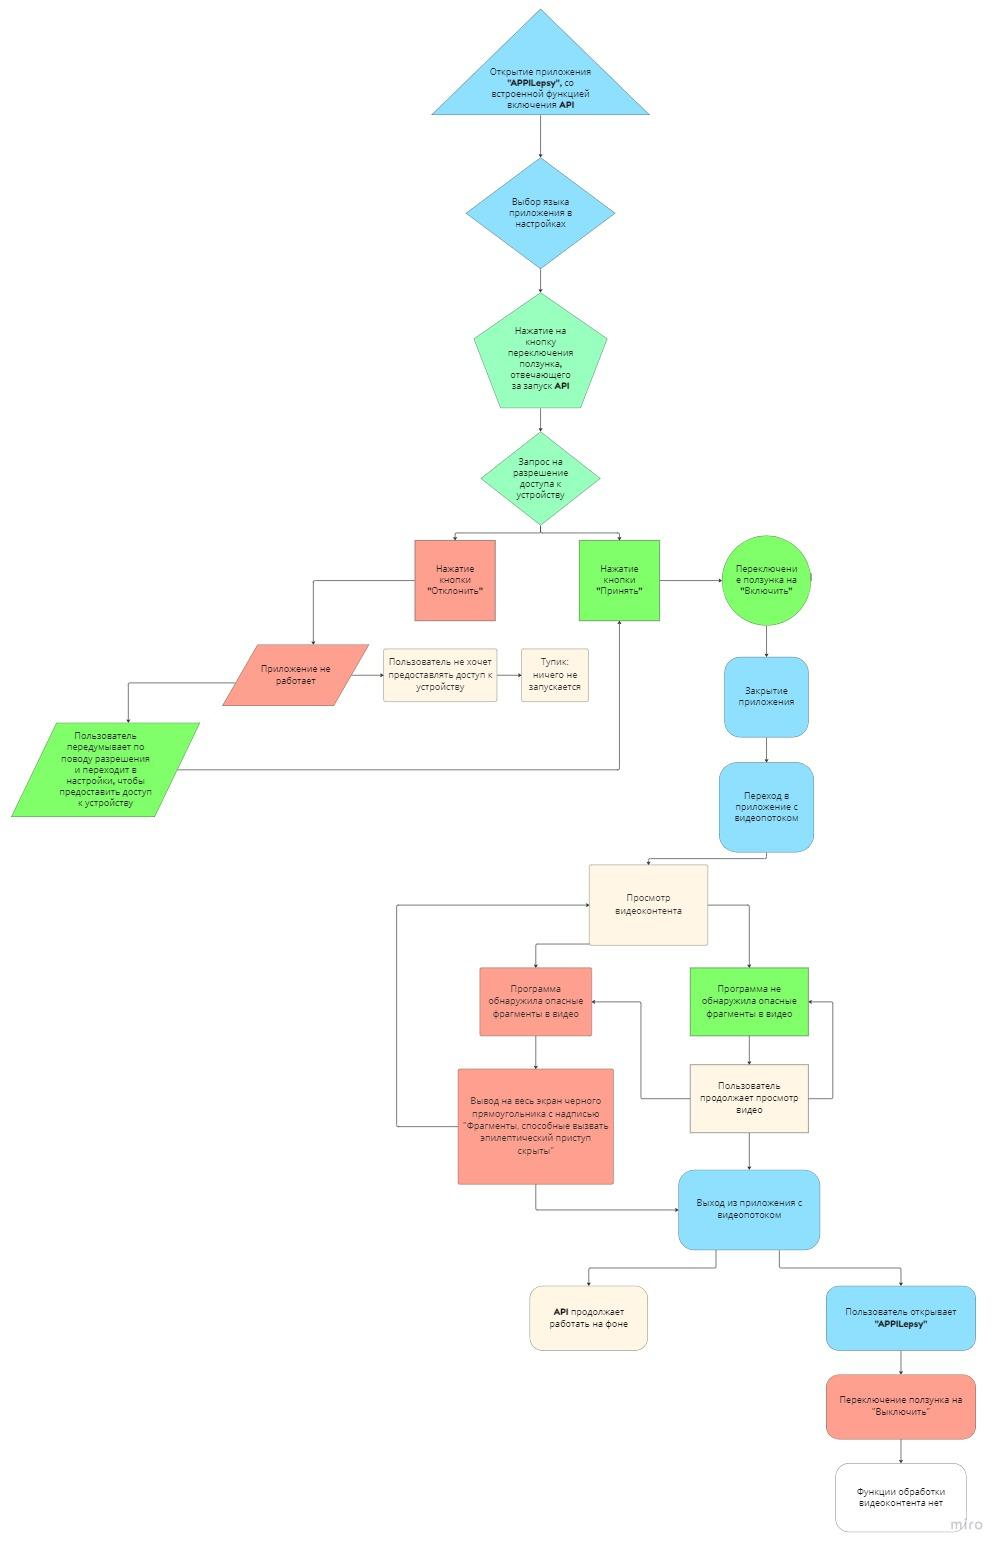 Открытие приложения
"APPILepsy", со
встроенной функцией
включения API
Выбор языка
приложения в
настройках
Нажатие на
кнопку
переключения
ползунка,
отвечающего
за запуск API
Запрос на
разрешение
доступа к
устройству
Нажатие
кнопки
"Отклонить"
Нажатие
кнопки
"Принять"
Переключени
е ползунка на
"Включить"
Приложение не
работает
Пользователь не хочет
предоставлять доступ к
устройству
Тупик:
ничего не
запускается
Закрытие
приложения
Пользователь
передумывает по
поводу разрешения
и переходит в
настройки, чтобы
предоставить доступ
к устройству
Переход в
приложение с
видеопотоком
Просмотр
видеоконтента
Программа
обнаружила опасные
фрагменты в видео
Программа не
обнаружила опасные
фрагменты в видео
Вывод на весь экран черного
прямоугольника с надписью
"Фрагменты, способные вызвать
эпилептический приступ
скрыты"
Пользователь
продолжает просмотр
видео
Выход из приложения с
видеопотоком
API продолжает
работать на фоне
Пользователь открывает
"APPILepsy"
Переключение ползунка на
"Выключить"
Функции обработки
видеоконтента нет
miro